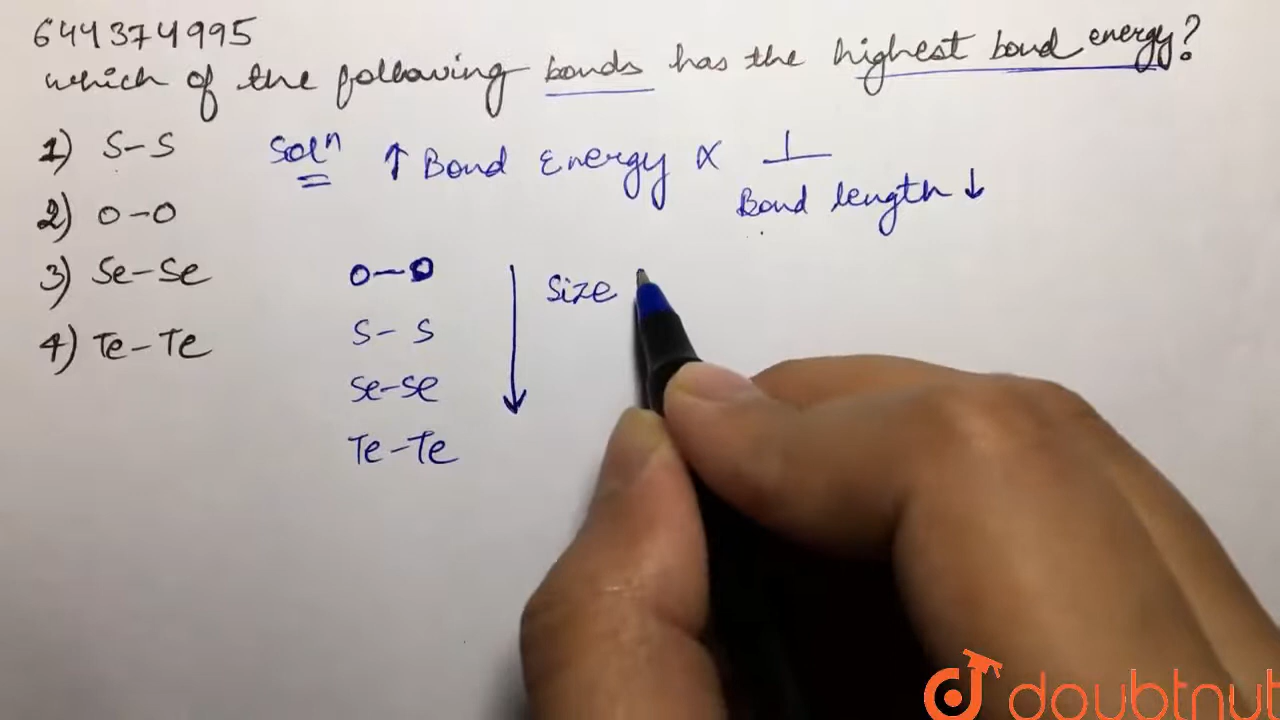 644374995
which of the following bonds has the highest bond energy?
1) S-S
2) O-O
3) Se-Se
4) Te-Te
Solⁿ ↑ Bond Energy ∝ 1
Bond length ↓
O-O
S-S
Se-Se
Te-Te
Size
doubtnut